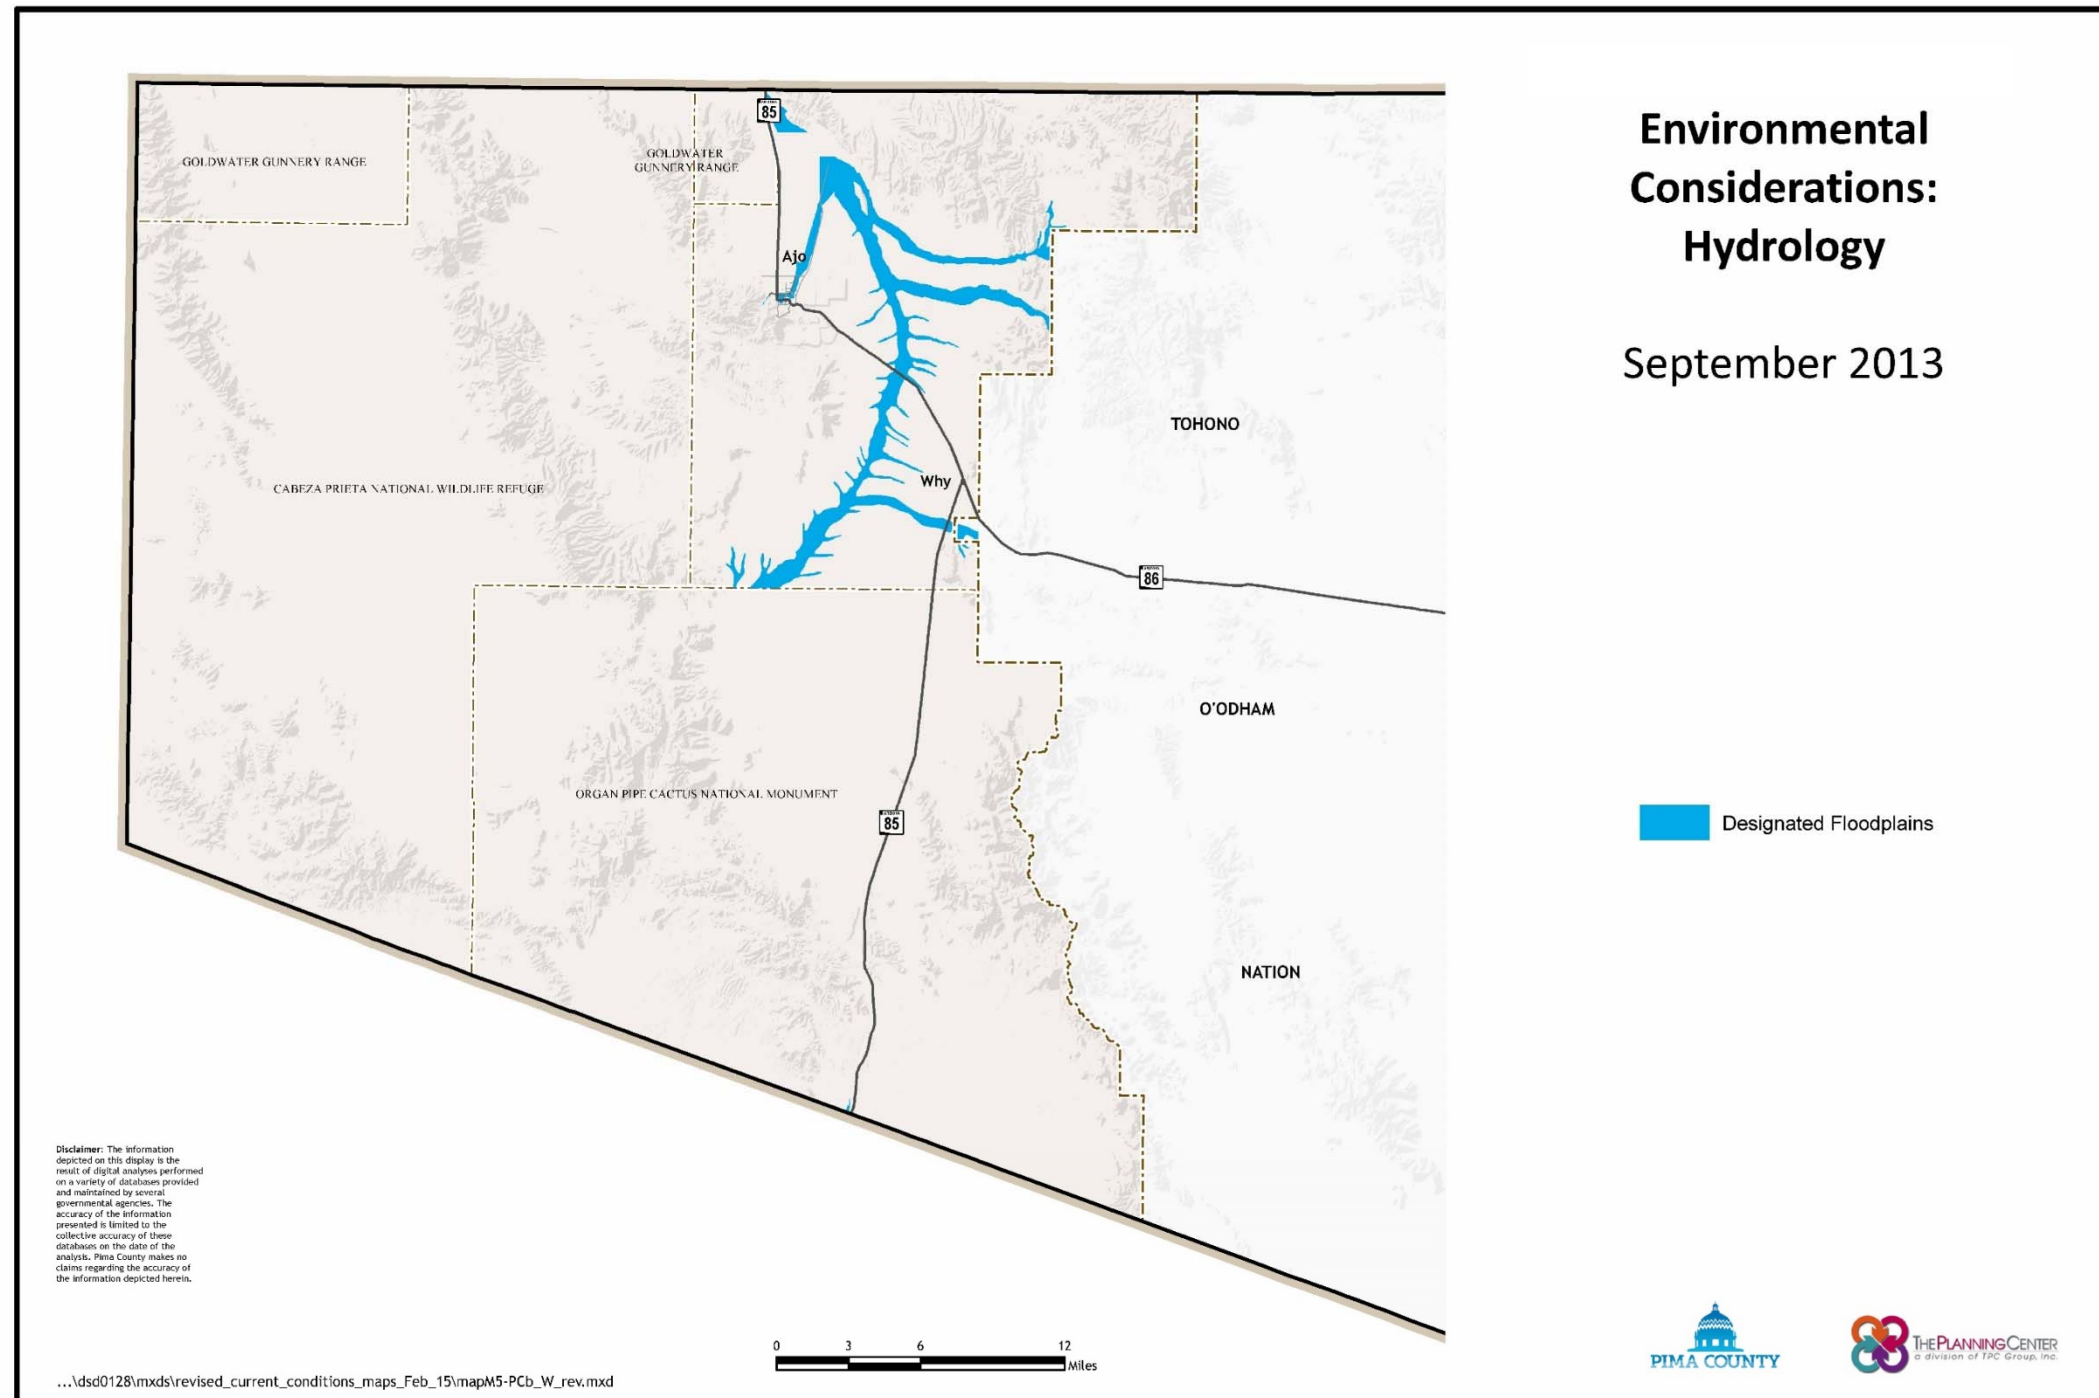 Environmental
Considerations:
Hydrology
September 2013
85
GOLDWATER GUNNERY RANGE
GOLDWATER
GUNNERY RANGE
Ajo
TOHONO
Why
CABEZA PRIETA NATIONAL WILDLIFE REFUGE
86
O'ODHAM
ORGAN PIPE CACTUS NATIONAL MONUMENT
85
Designated Floodplains
NATION
Disclaimer: The information
depicted on this display is the
result of digital analyses performed
on a variety of databases provided
and maintained by several
governmental agencies. The
accuracy of the information
presented is limited to the
collective accuracy of these
databases on the date of the
analysis. Pima County makes no
claims regarding the accuracy of
the information depicted herein.
0 3 6 12
Miles
PIMA COUNTY
THE PLANNING CENTER
a division of TPC Group, Inc.
...\dsd0128\mxds\revised_current_conditions_maps_Feb_15\mapM5-PCb_W_rev.mxd